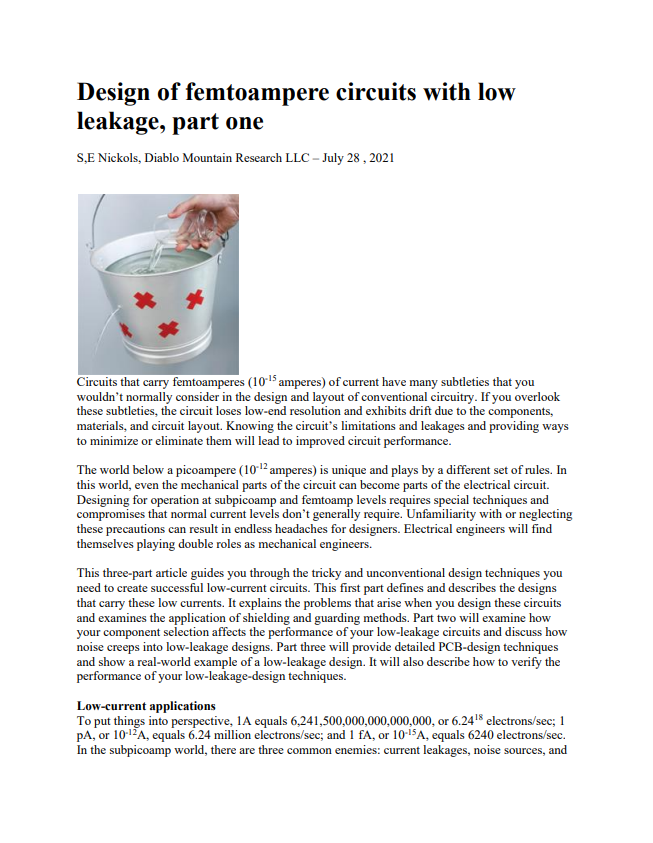 Design of femtoampere circuits with low
leakage, part one
S,E Nickols, Diablo Mountain Research LLC – July 28 , 2021
Circuits that carry femtoamperes (10⁻¹⁵ amperes) of current have many subtleties that you
wouldn’t normally consider in the design and layout of conventional circuitry. If you overlook
these subtleties, the circuit loses low-end resolution and exhibits drift due to the components,
materials, and circuit layout. Knowing the circuit’s limitations and leakages and providing ways
to minimize or eliminate them will lead to improved circuit performance.
The world below a picoampere (10⁻¹² amperes) is unique and plays by a different set of rules. In
this world, even the mechanical parts of the circuit can become parts of the electrical circuit.
Designing for operation at subpicoamp and femtoamp levels requires special techniques and
compromises that normal current levels don’t generally require. Unfamiliarity with or neglecting
these precautions can result in endless headaches for designers. Electrical engineers will find
themselves playing double roles as mechanical engineers.
This three-part article guides you through the tricky and unconventional design techniques you
need to create successful low-current circuits. This first part defines and describes the designs
that carry these low currents. It explains the problems that arise when you design these circuits
and examines the application of shielding and guarding methods. Part two will examine how
your component selection affects the performance of your low-leakage circuits and discuss how
noise creeps into low-leakage designs. Part three will provide detailed PCB-design techniques
and show a real-world example of a low-leakage design. It will also describe how to verify the
performance of your low-leakage-design techniques.
Low-current applications
To put things into perspective, 1A equals 6,241,500,000,000,000,000, or 6.24¹⁸ electrons/sec; 1
pA, or 10⁻¹²A, equals 6.24 million electrons/sec; and 1 fA, or 10⁻¹⁵A, equals 6240 electrons/sec.
In the subpicoamp world, there are three common enemies: current leakages, noise sources, and